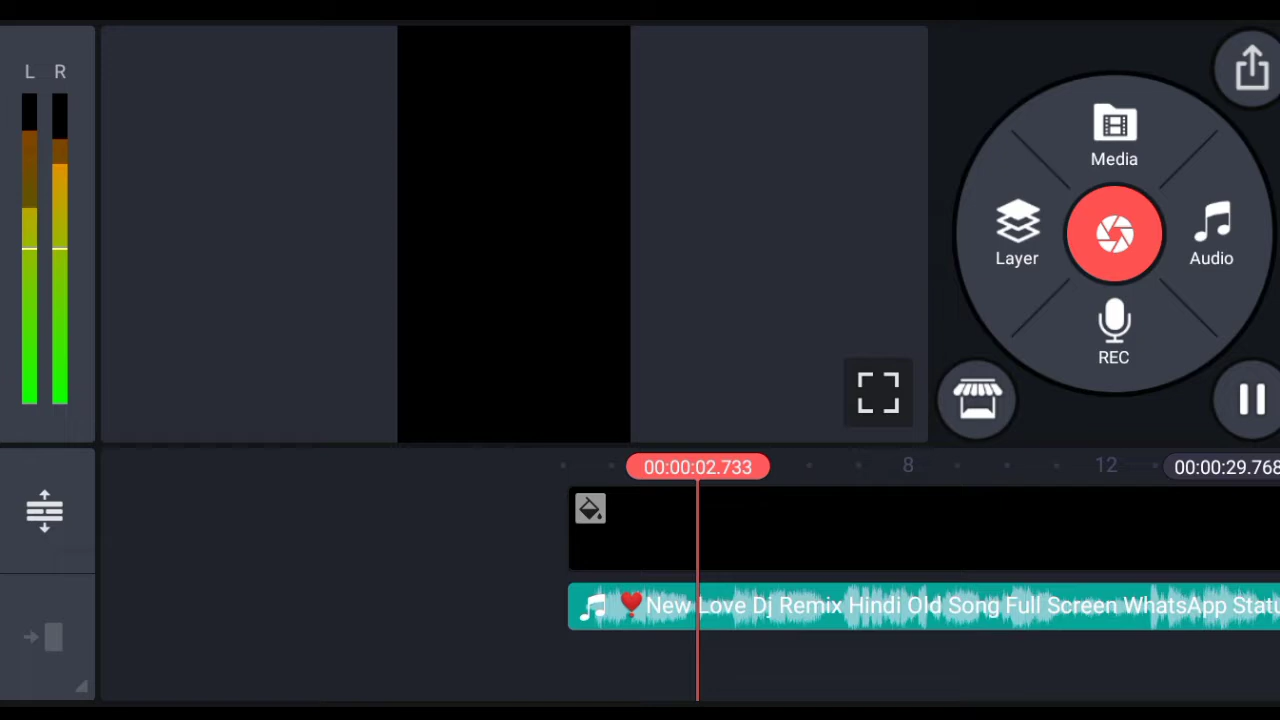 L R
Media
Layer
Audio
REC
00:00:02.733
8
12
00:00:29.768
❣New Love Dj Remix Hindi Old Song Full Screen WhatsApp Statu